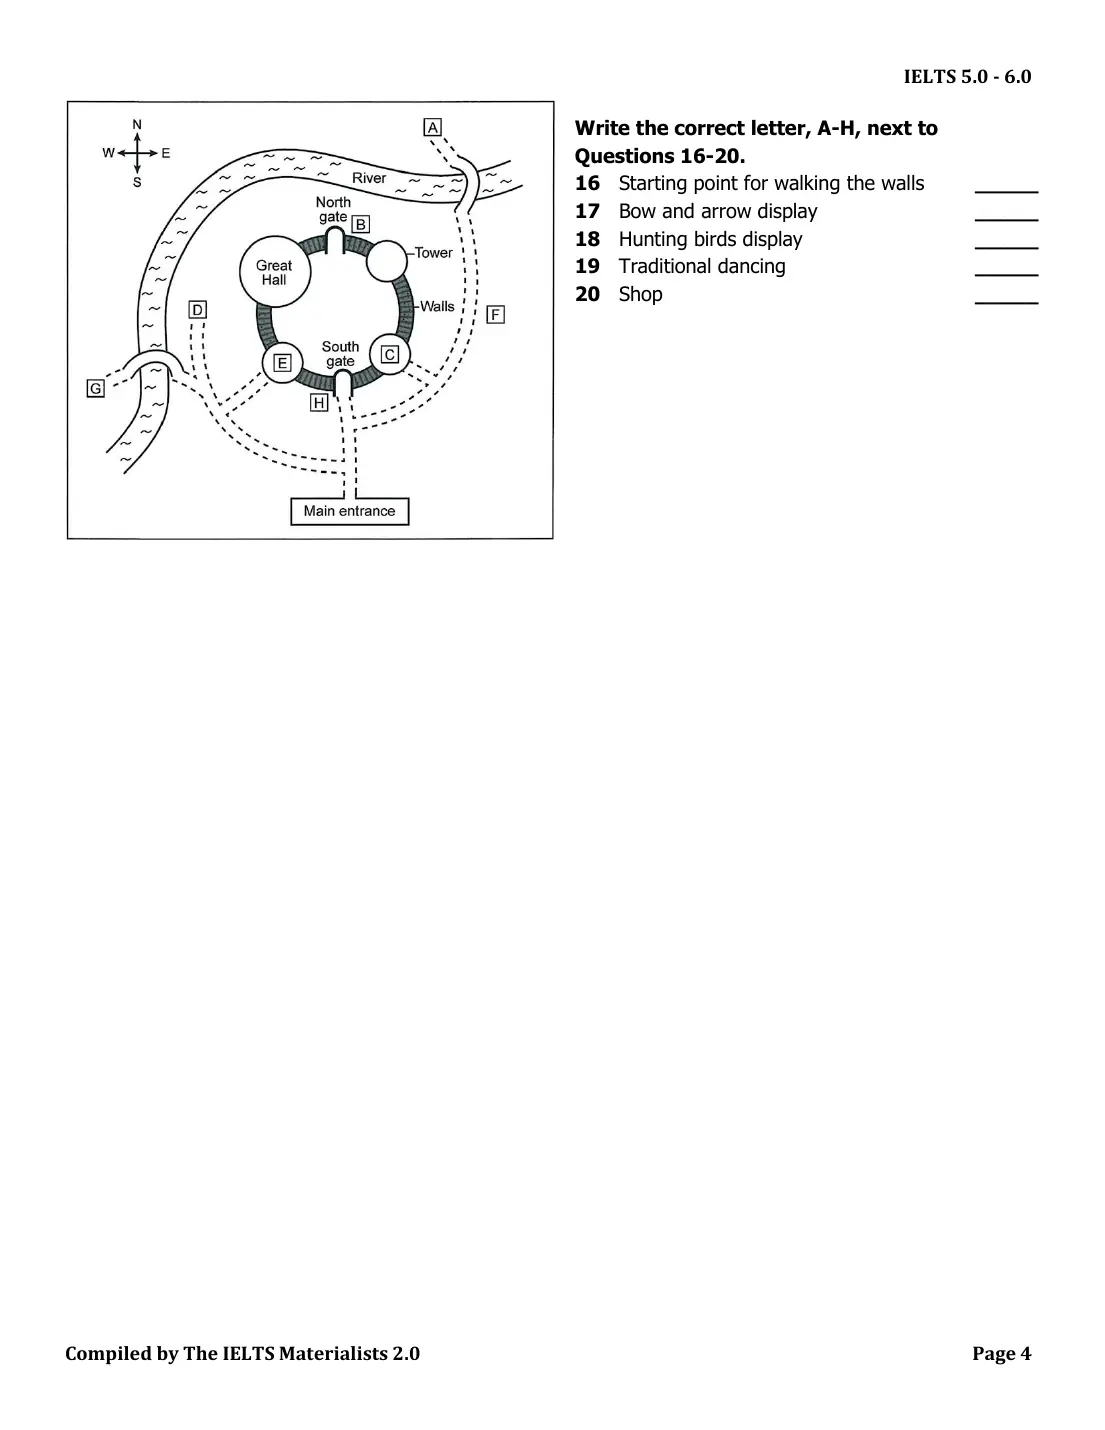 IELTS 5.0 - 6.0
N
W E
S
A
River
North
gate
B
Tower
Great
Hall
Walls
D
F
South
gate
E
C
G
H
Main entrance
Write the correct letter, A-H, next to
Questions 16-20.
16 Starting point for walking the walls
17 Bow and arrow display
18 Hunting birds display
19 Traditional dancing
20 Shop
Compiled by The IELTS Materialists 2.0 Page 4